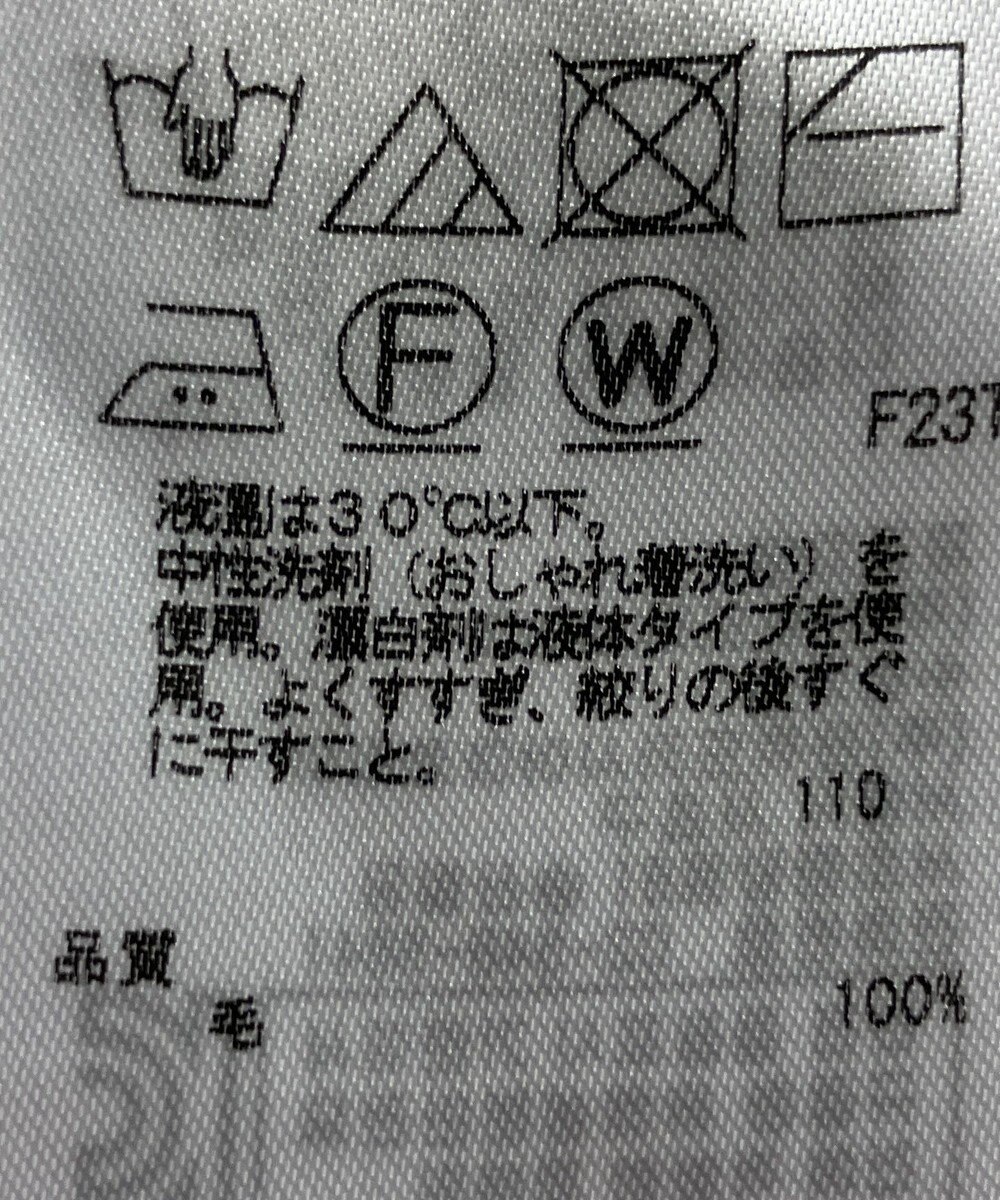 F
W
F23T
液温は３０℃以下。
中性洗剤（おしゃれ着洗い）を
使用。漂白剤は液体タイプを使
用。よくすすぎ、絞りの後すぐ
に干すこと。
110
品質
毛 100%